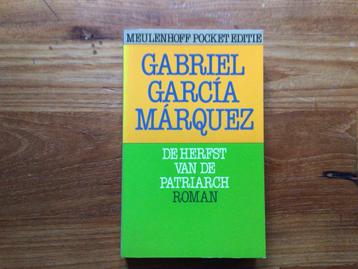 MEULENHOFF POCKET EDITIE
GABRIEL
GARCÍA
MÁRQUEZ
DE HERFST
VAN DE
PATRIARCH
ROMAN